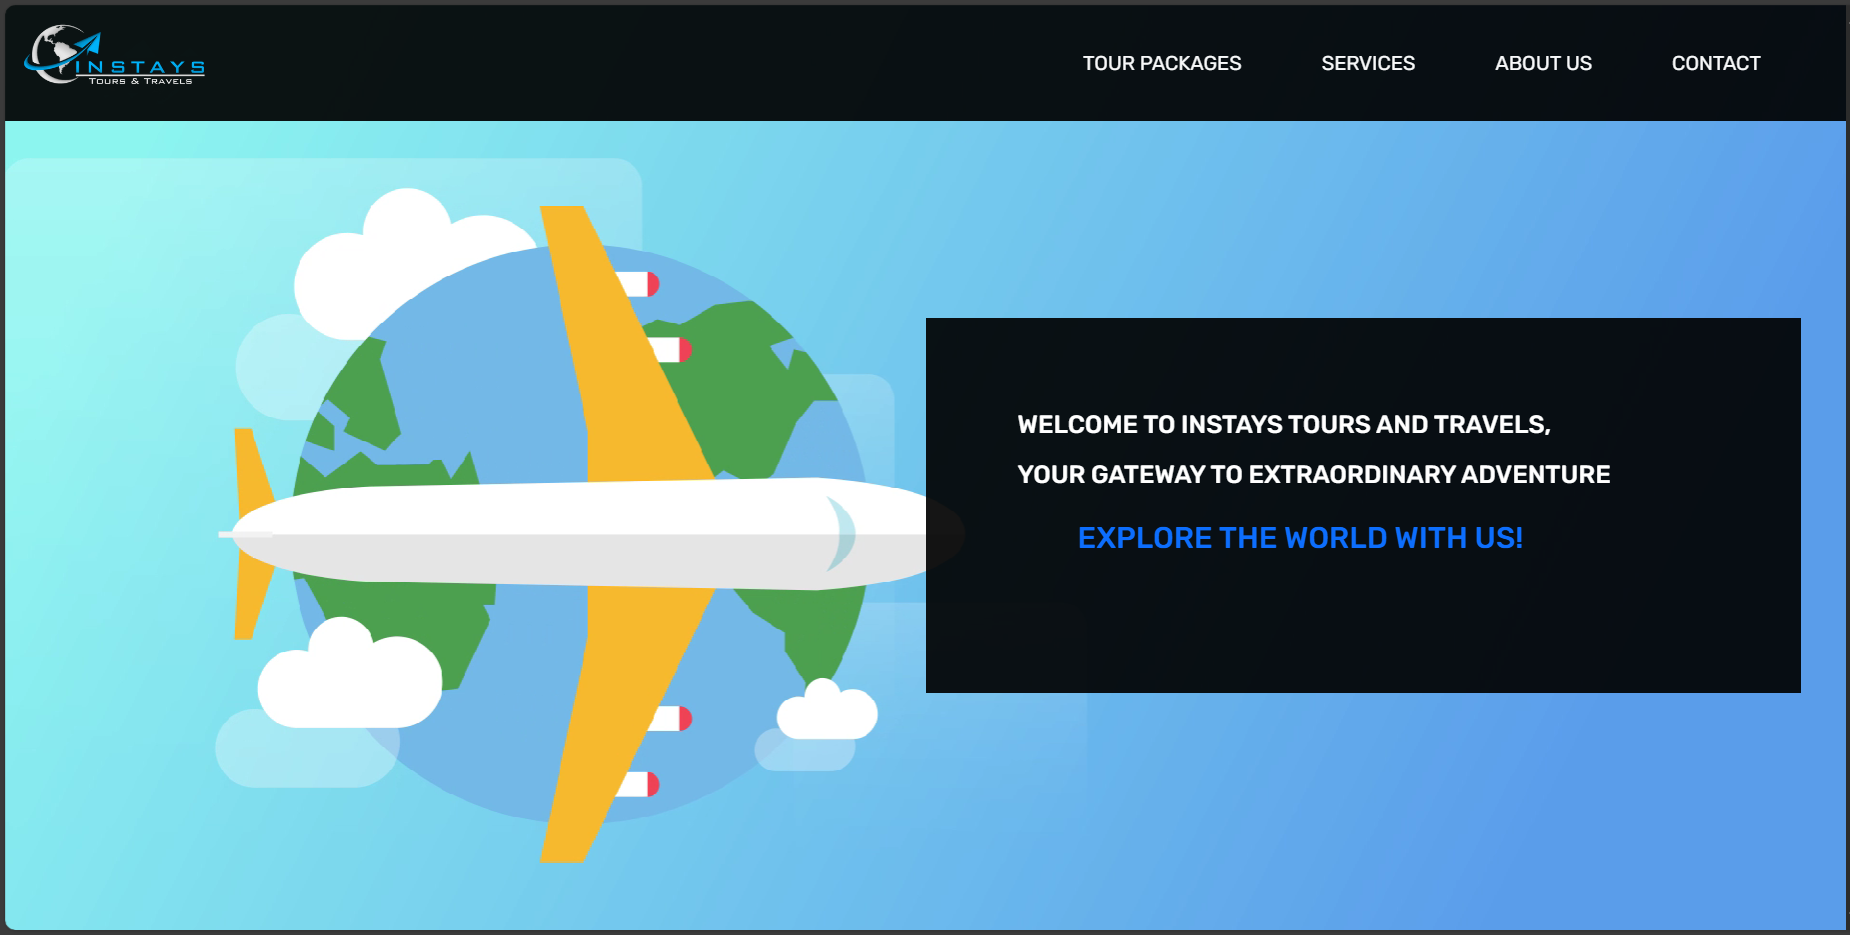 INSTAYS
TOURS & TRAVELS
TOUR PACKAGES SERVICES ABOUT US CONTACT
WELCOME TO INSTAYS TOURS AND TRAVELS,
YOUR GATEWAY TO EXTRAORDINARY ADVENTURE
EXPLORE THE WORLD WITH US!